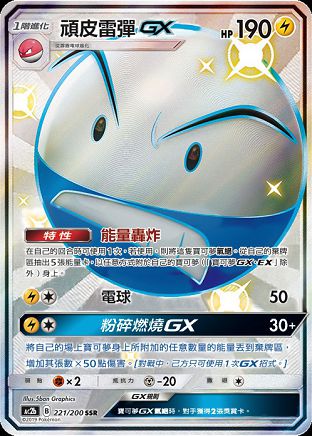 1階進化
頑皮雷彈GX
HP 190
特性 能量轟炸
在自己的回合時可使用1次。若使用，則將這隻寶可夢氣絕。從自己的棄牌
區抽出5張能量卡，以任意方式附於自己的寶可夢(「寶可夢GX・EX」除
外)身上。
電球 50
粉碎燃燒GX 30+
將自己的場上寶可夢身上所附加的任意數量的能量丟到棄牌區，
增加其張數×50點傷害。[對戰中，己方只可使用1次GX招式。]
弱點 ×2 抵抗力 -20 撤退
Illus. 5ban Graphics
GX規則
AC2b B 221/200 SSR
©2019 Pokémon
寶可夢GX氣絕時，對手獲得2張獎賞卡。